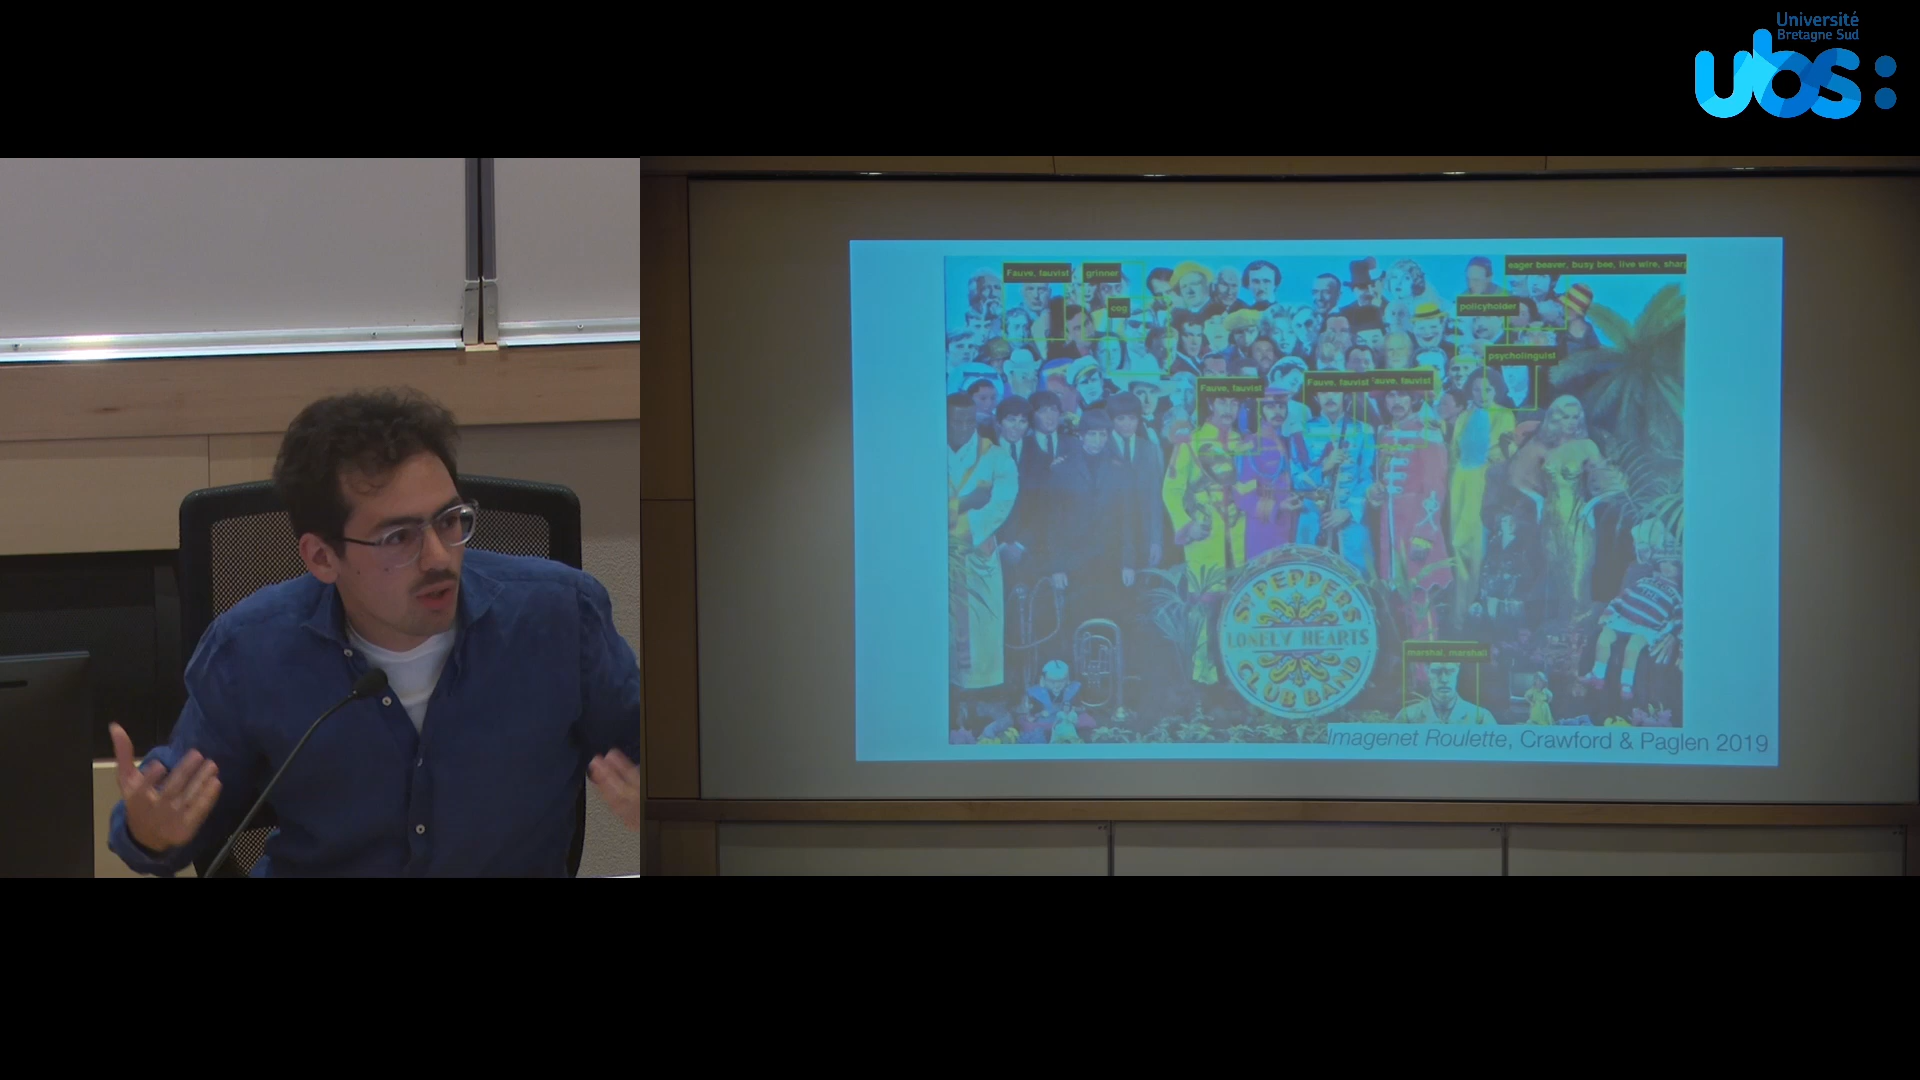 Université
Bretagne Sud
ubs:
Fauve, fauvist
grinner
cog
eager beaver, busy bee, live wire, shar
policyholder
psycholinguist
Fauve, fauvist
Fauve, fauvist
auve, fauvist
SGT PEPPERS
LONELY HEARTS
CLUB BAND
marshal, marshall
Imagenet Roulette, Crawford & Paglen 2019